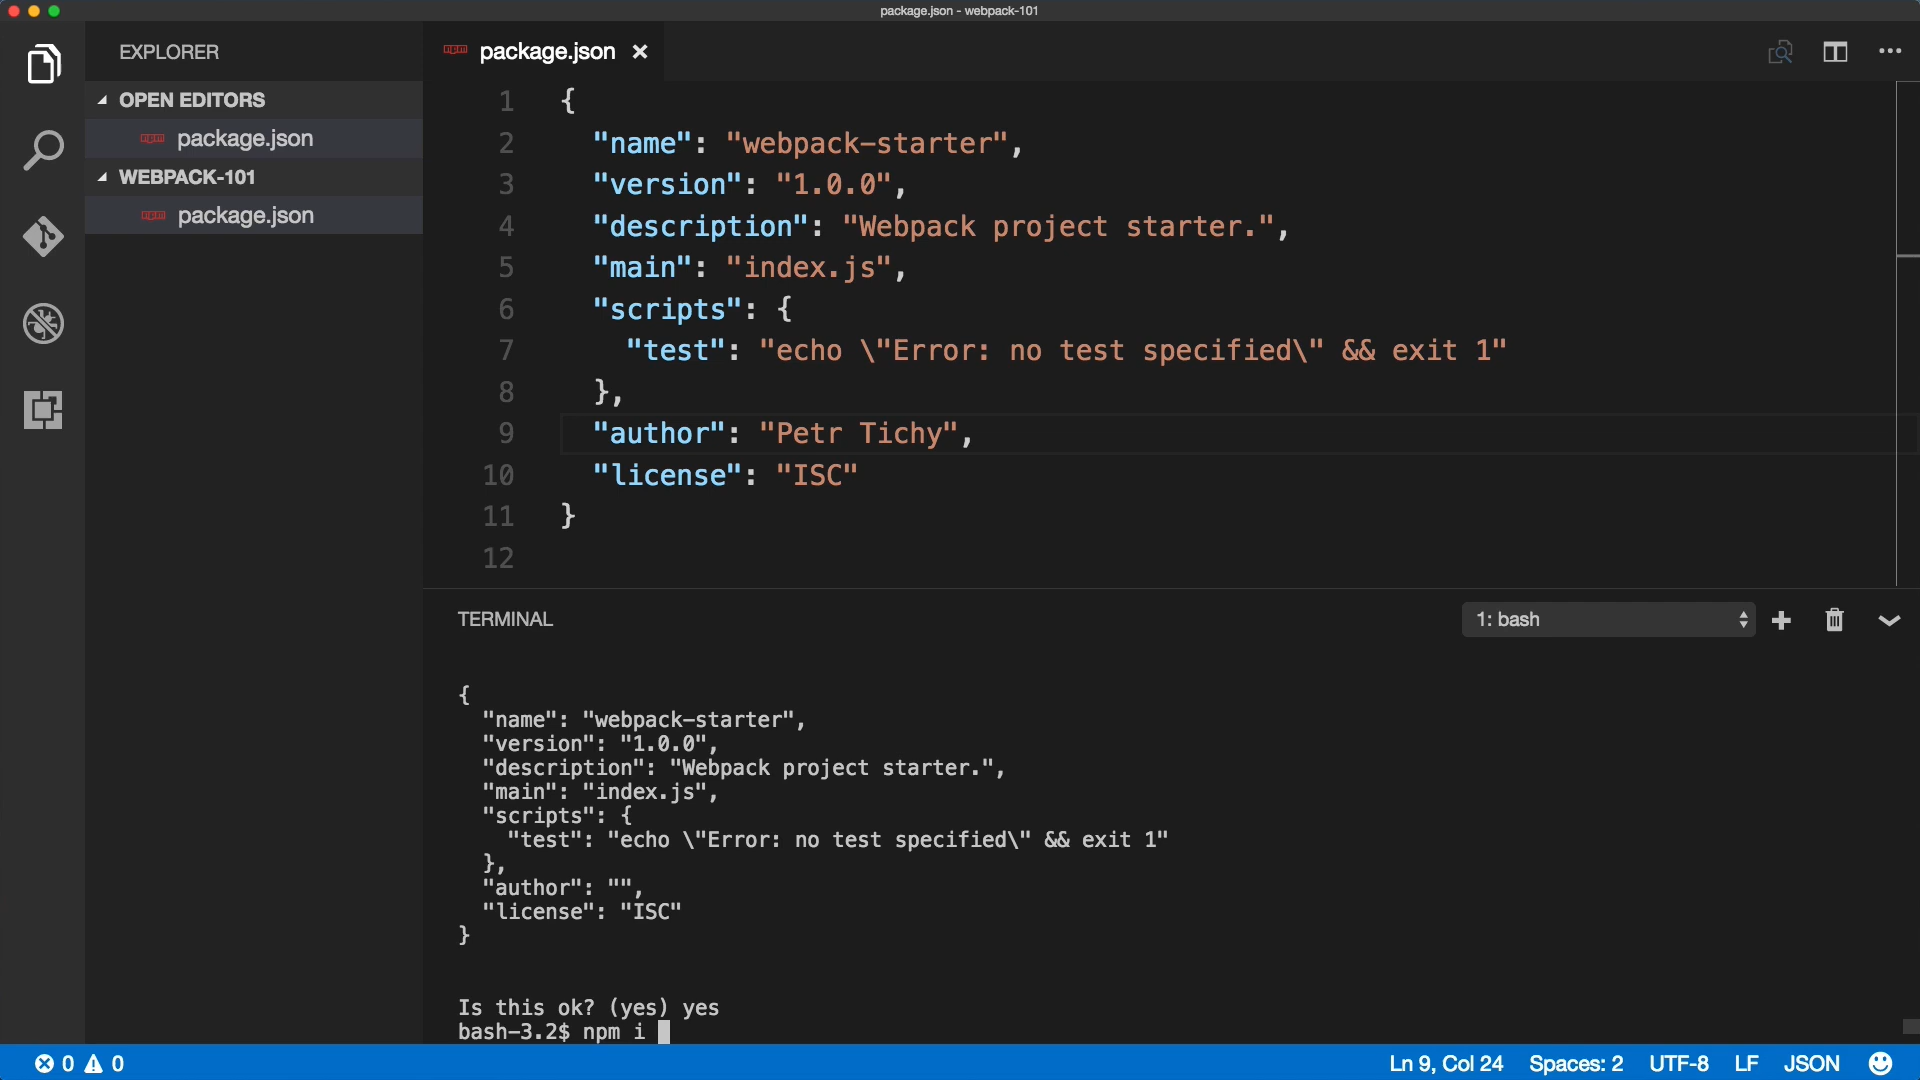 package.json - webpack-101
EXPLORER
OPEN EDITORS
package.json
WEBPACK-101
package.json
package.json
1 {
2 "name": "webpack-starter",
3 "version": "1.0.0",
4 "description": "Webpack project starter.",
5 "main": "index.js",
6 "scripts": {
7 "test": "echo \"Error: no test specified\" && exit 1"
8 },
9 "author": "Petr Tichy",
10 "license": "ISC"
11 }
12
TERMINAL
1: bash
{
"name": "webpack-starter",
"version": "1.0.0",
"description": "Webpack project starter.",
"main": "index.js",
"scripts": {
"test": "echo \"Error: no test specified\" && exit 1"
},
"author": "",
"license": "ISC"
}
Is this ok? (yes) yes
bash-3.2$ npm i
0 0 Ln 9, Col 24 Spaces: 2 UTF-8 LF JSON